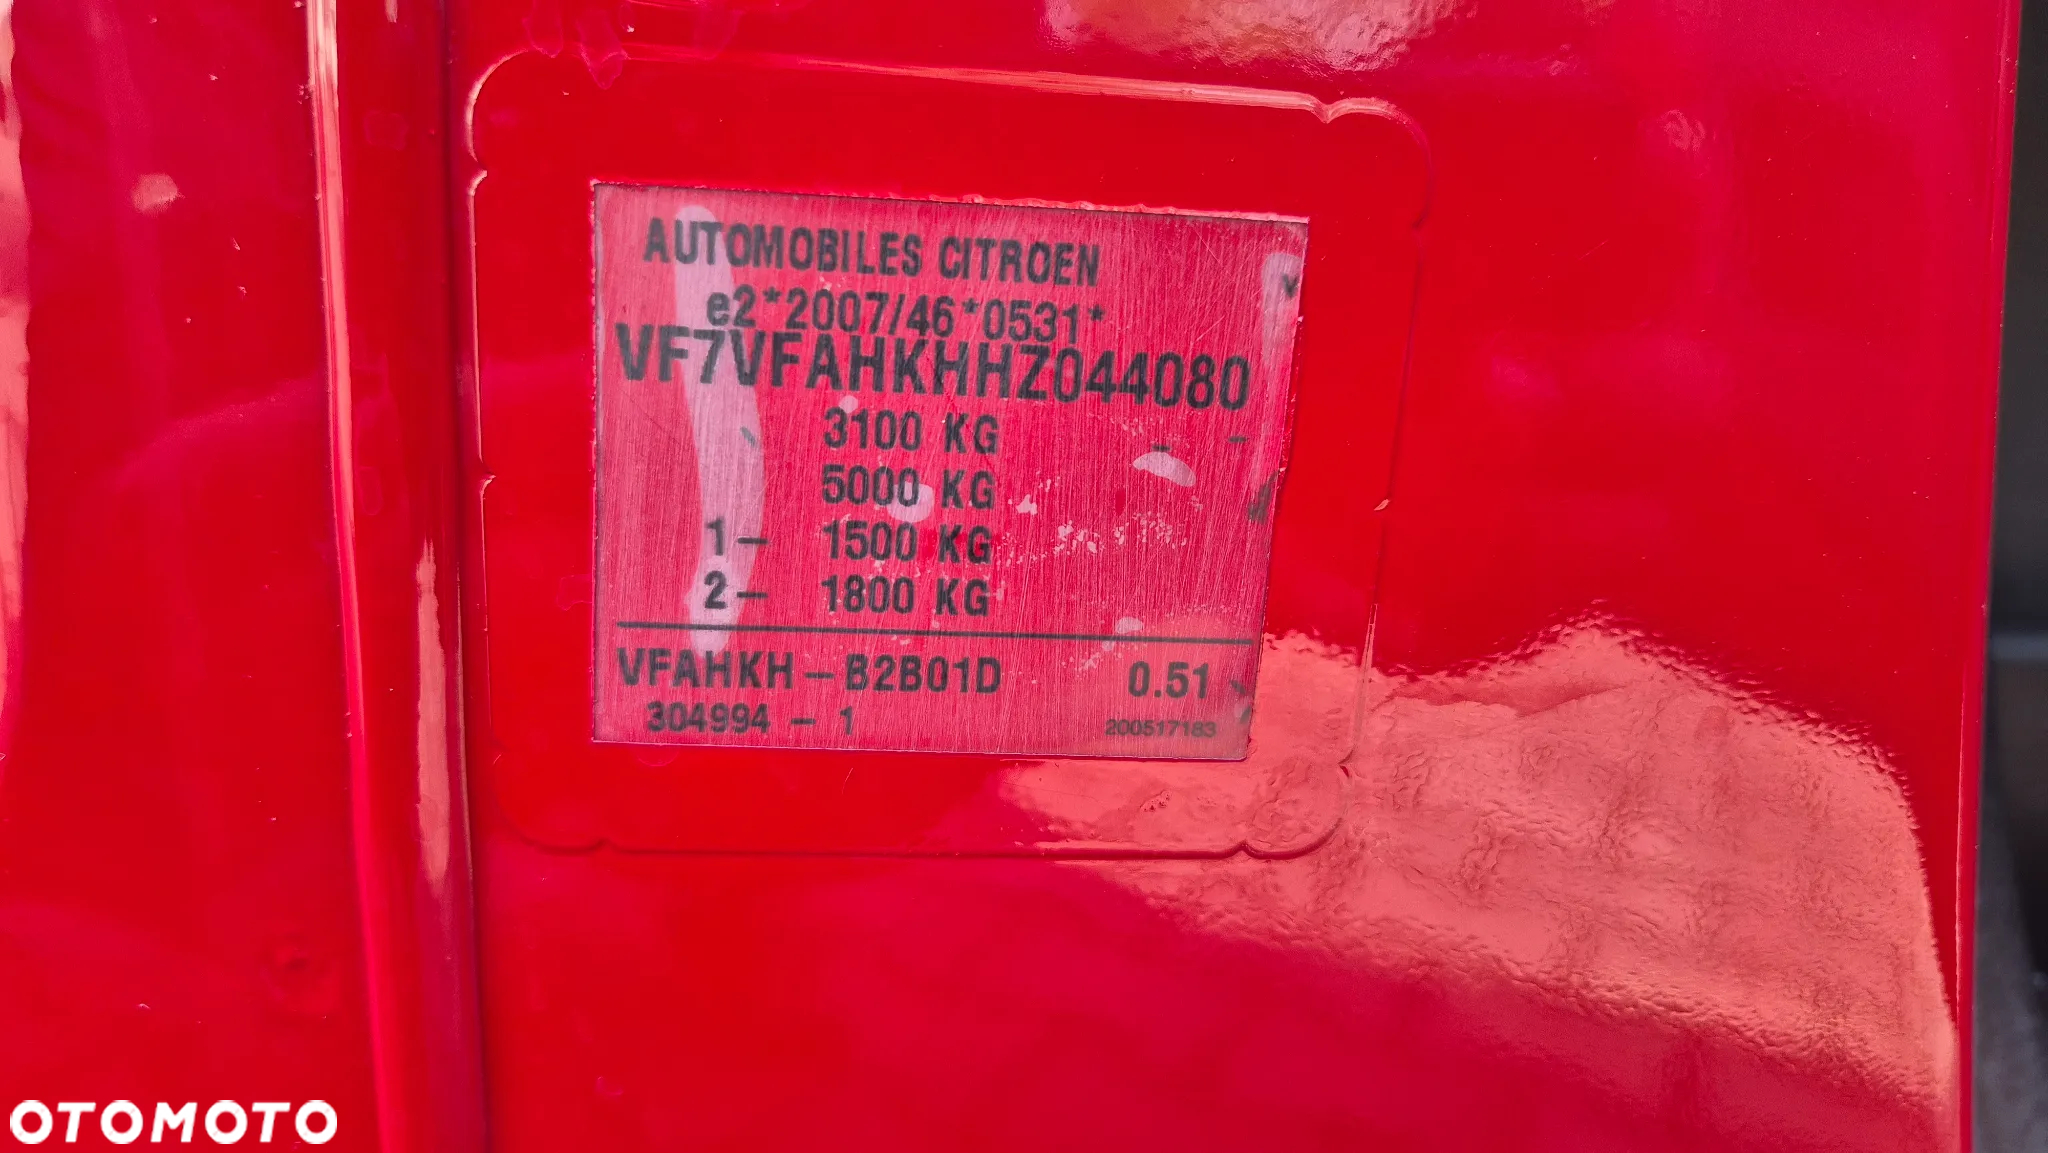 AUTOMOBILES CITROEN
e2*2007/46*0531*
VF7VFAHKHHZ044080
3100 KG
5000 KG
1- 1500 KG
2- 1800 KG
VFAHKH-B2B01D 0.51
304994 - 1 200517183
OTOMOTO